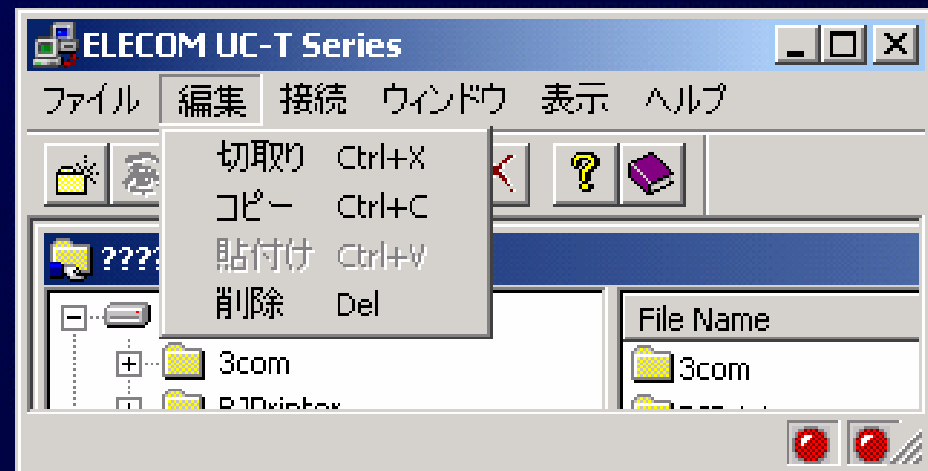 ELECOM UC-T Series
ファイル 編集 接続 ウィンドウ 表示 ヘルプ
切取り Ctrl+X
コピー Ctrl+C
貼付け Ctrl+V
削除 Del
????
File Name
3com
3com